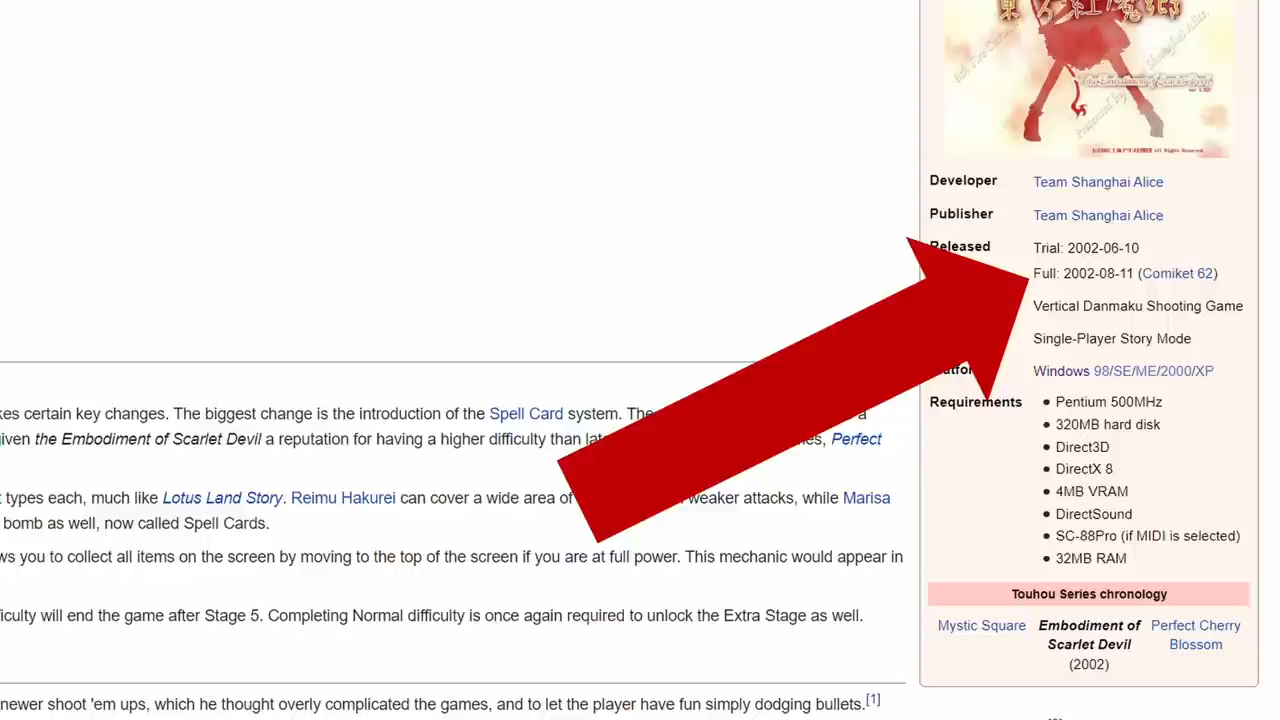 東方紅魔郷
the Embodiment of Scarlet Devil
Developer Team Shanghai Alice
Publisher Team Shanghai Alice
Released Trial: 2002-06-10
Full: 2002-08-11 (Comiket 62)
Vertical Danmaku Shooting Game
Single-Player Story Mode
Windows 98/SE/ME/2000/XP
Requirements
Pentium 500MHz
320MB hard disk
Direct3D
DirectX 8
4MB VRAM
DirectSound
SC-88Pro (if MIDI is selected)
32MB RAM
Touhou Series chronology
Mystic Square Embodiment of Scarlet Devil (2002) Perfect Cherry Blossom
kes certain key changes. The biggest change is the introduction of the Spell Card system. The a
iven the Embodiment of Scarlet Devil a reputation for having a higher difficulty than Perfect
types each, much like Lotus Land Story. Reimu Hakurei can cover a wide area of weaker attacks, while Marisa
bomb as well, now called Spell Cards.
ws you to collect all items on the screen by moving to the top of the screen if you are at full power. This mechanic would appear in
iculty will end the game after Stage 5. Completing Normal difficulty is once again required to unlock the Extra Stage as well.
newer shoot 'em ups, which he thought overly complicated the games, and to let the player have fun simply dodging bullets.[1]